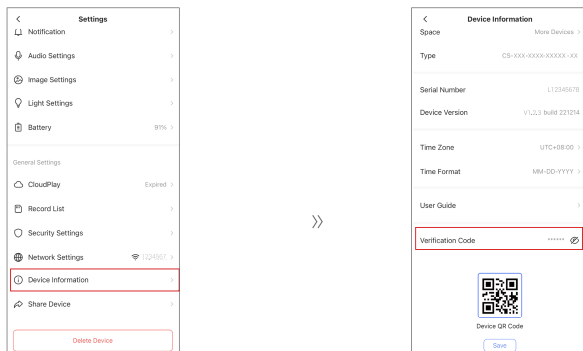 Settings
Notification
Audio Settings
Image Settings
Light Settings
Battery 91%
General Settings
CloudPlay Expired
Record List
Security Settings
Network Settings
Device Information
Share Device
Delete Device
Device Information
Space More Devices
Type CS-XXX-XXXX-XXXXX-XX
Serial Number L12345678
Device Version V1.2.3 build 221214
Time Zone UTC+08:00
Time Format MM-DD-YYYY
User Guide
Verification Code ******
Device QR Code
Save